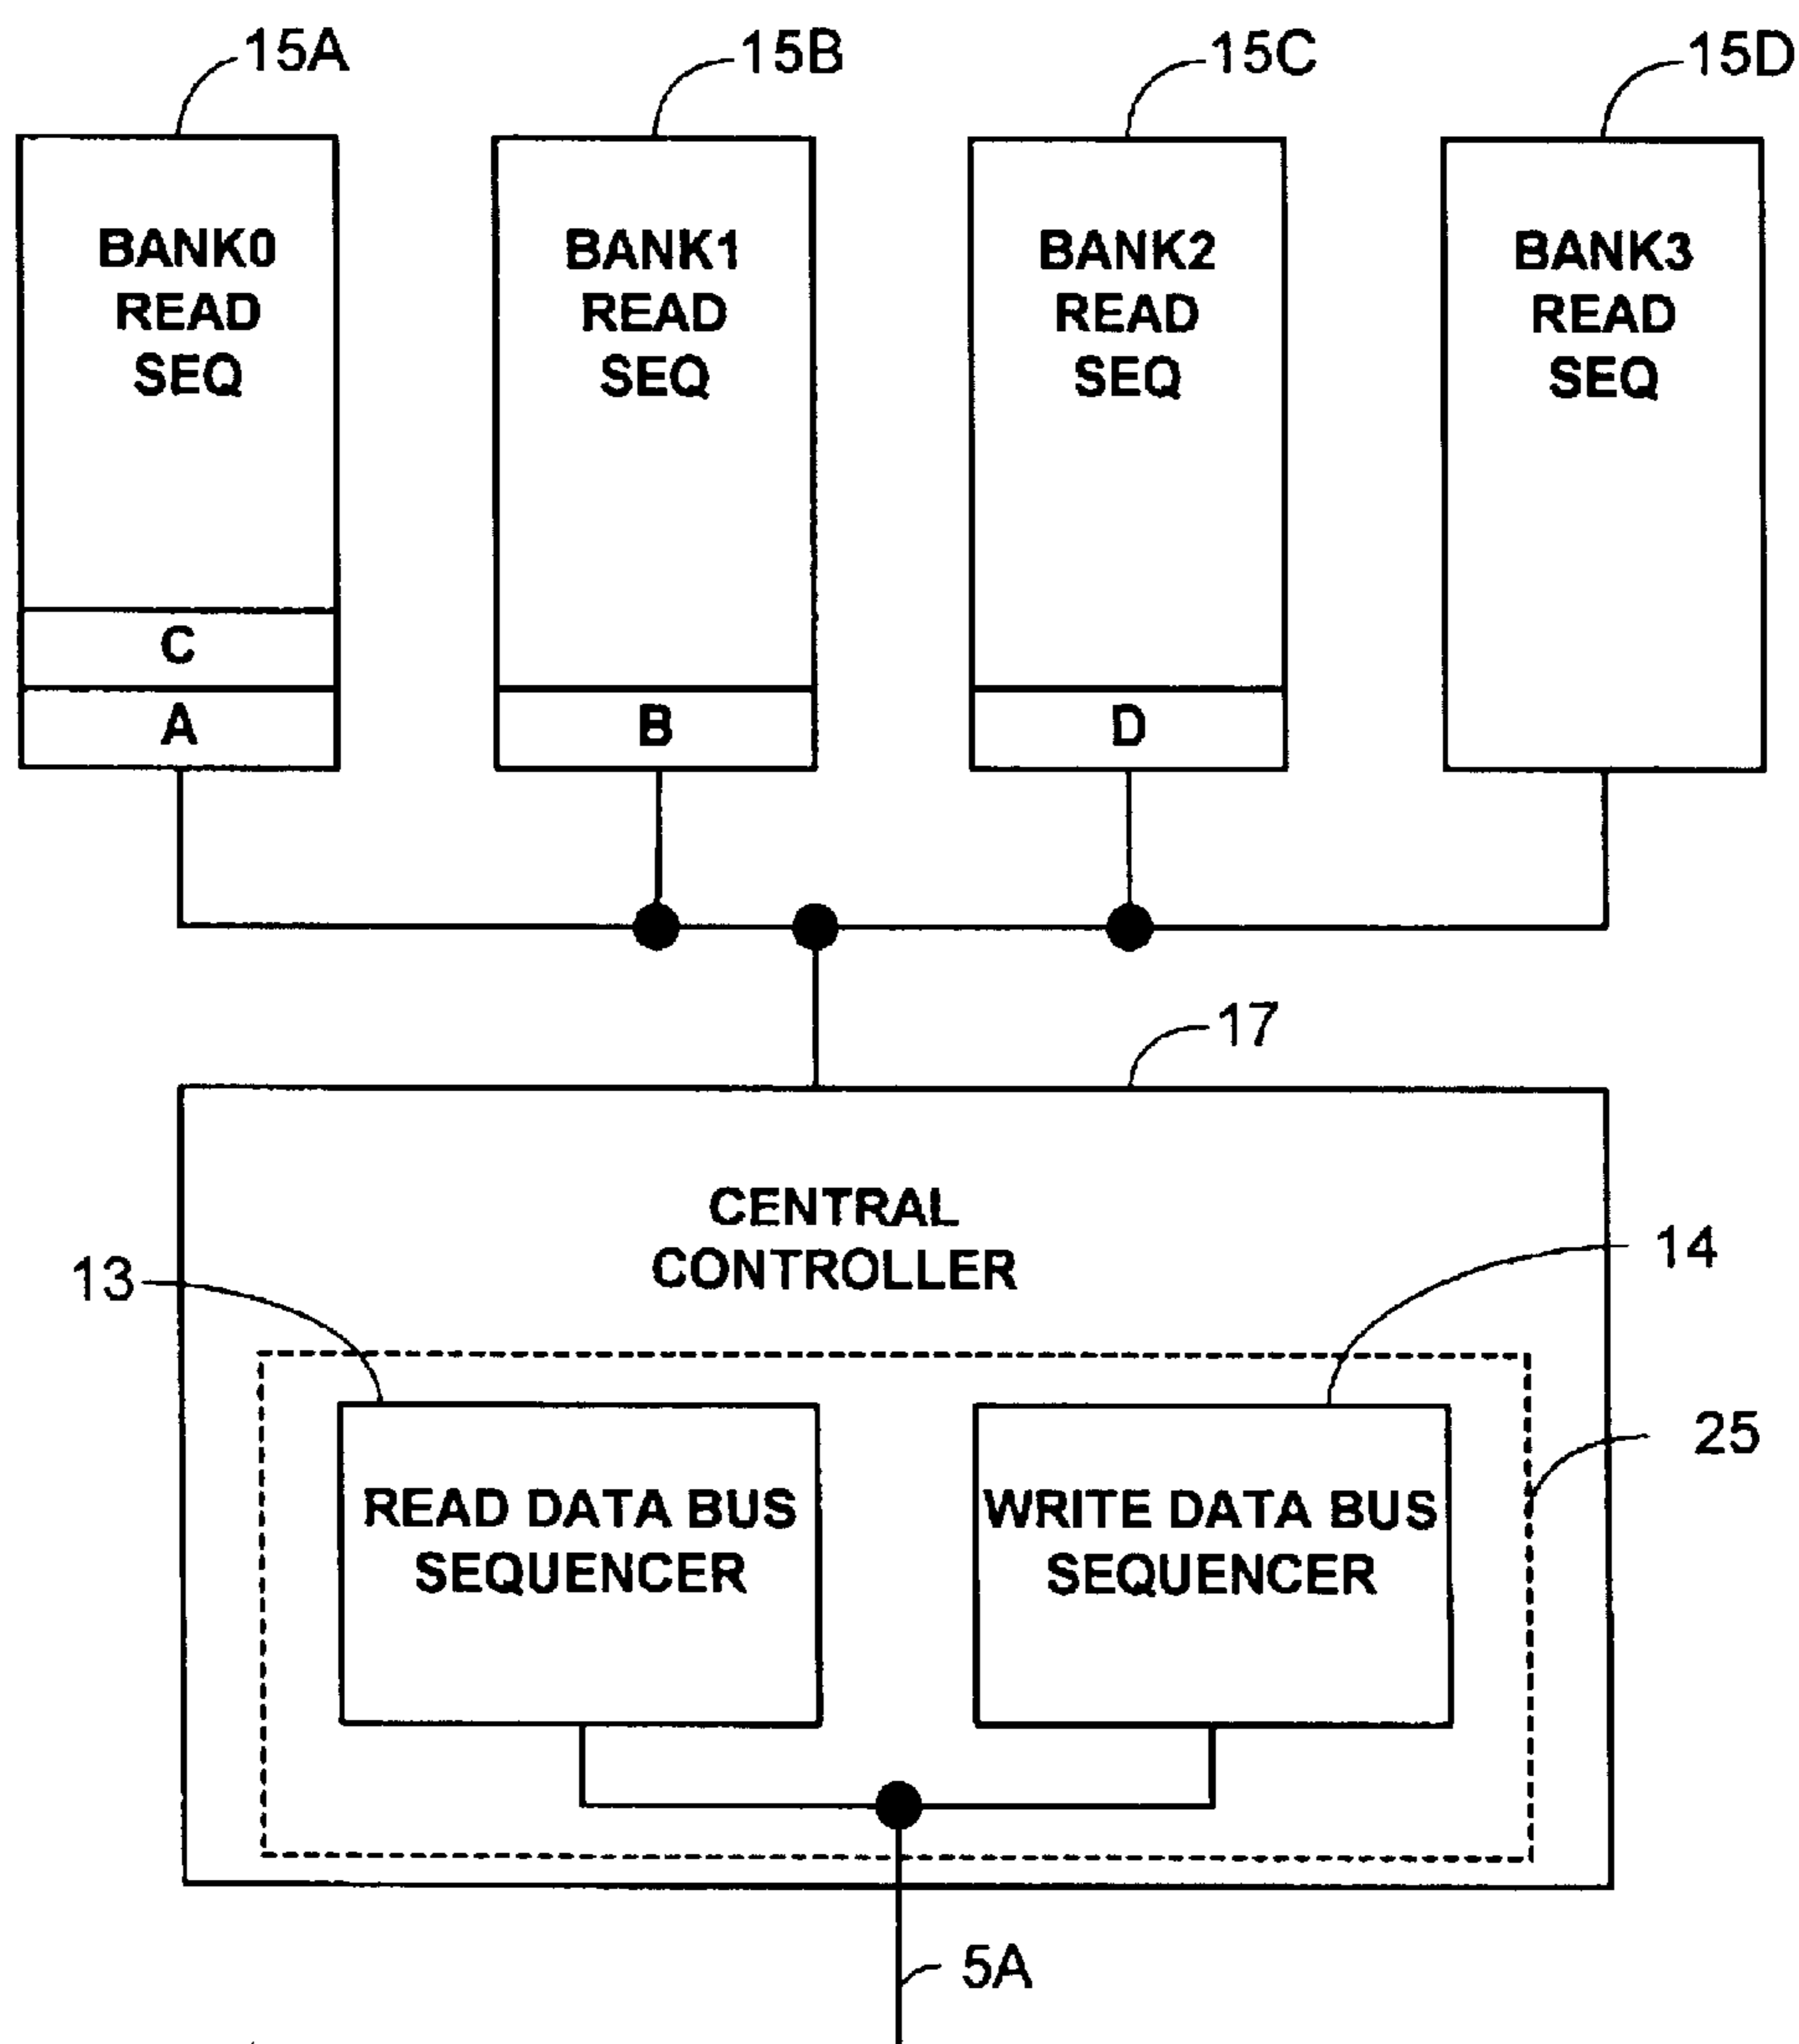 15A
15B
15C
15D
BANK0
READ
SEQ
BANK1
READ
SEQ
BANK2
READ
SEQ
BANK3
READ
SEQ
C
A
B
D
17
CENTRAL
CONTROLLER
13
14
25
READ DATA BUS
SEQUENCER
WRITE DATA BUS
SEQUENCER
5A